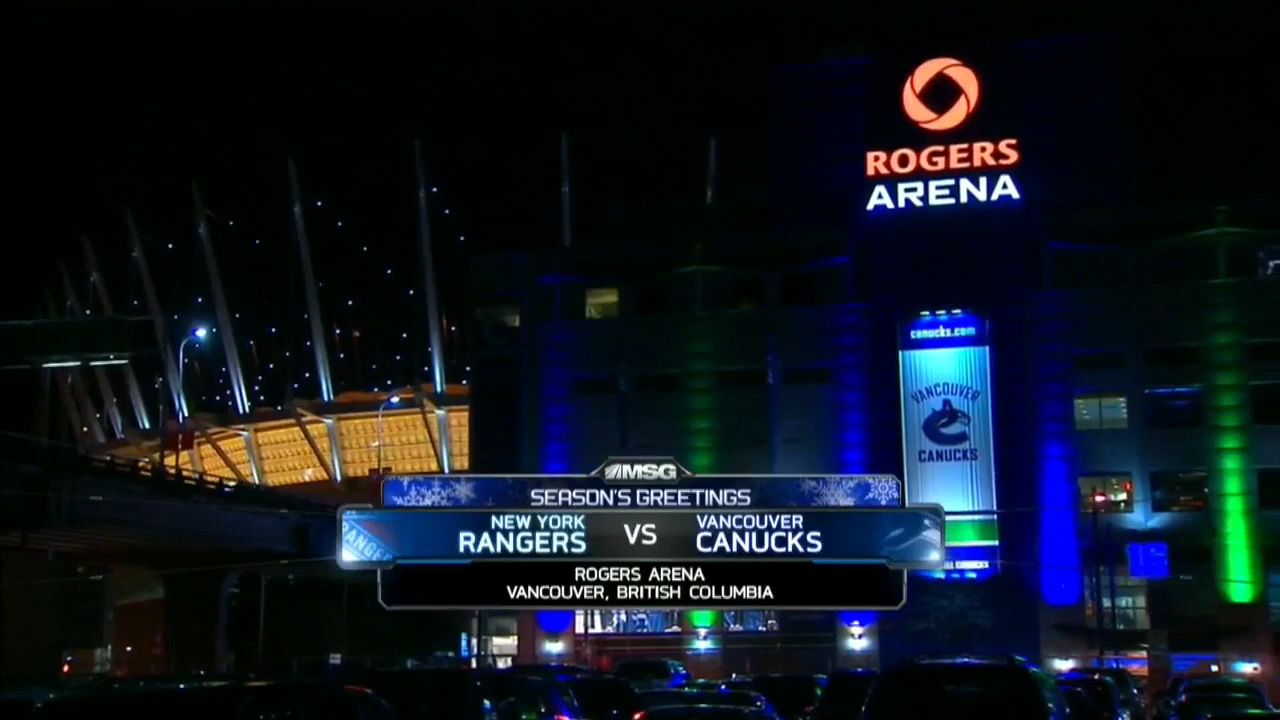 ROGERS
ARENA
canucks.com
VANCOUVER
CANUCKS
MSG
SEASON'S GREETINGS
NEW YORK
RANGERS
VS
VANCOUVER
CANUCKS
ROGERS ARENA
VANCOUVER, BRITISH COLUMBIA